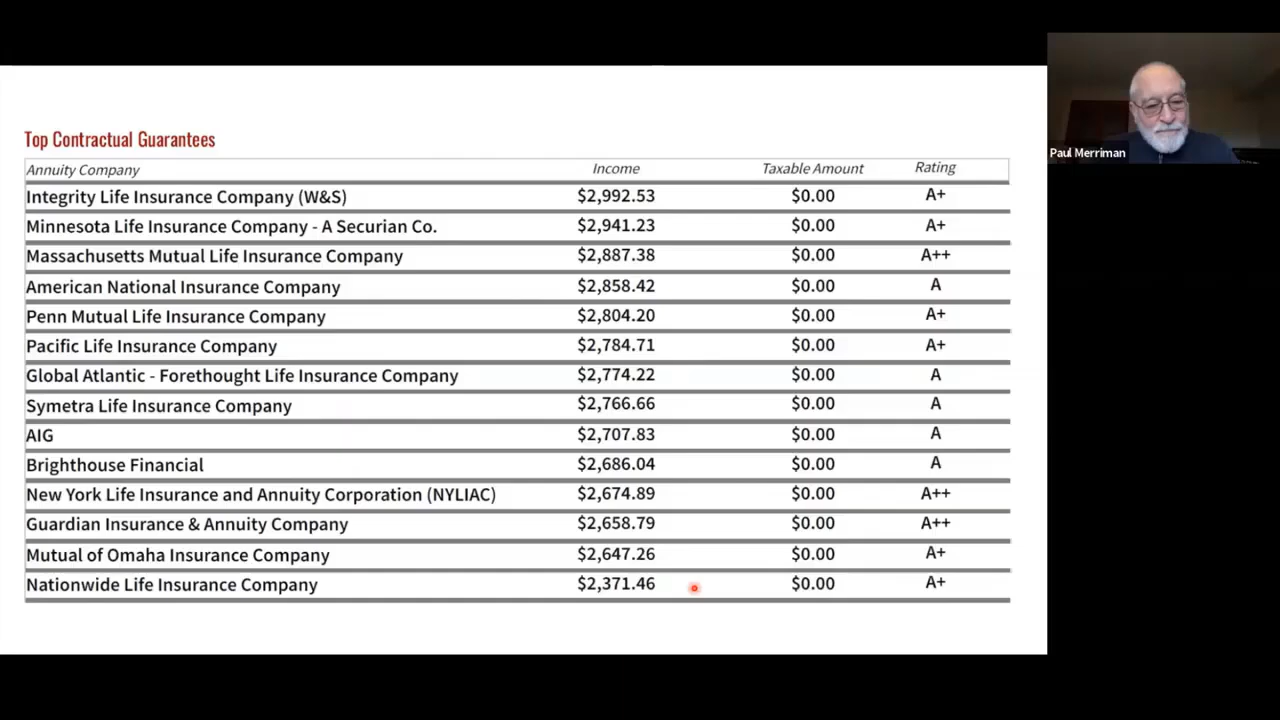 Top Contractual Guarantees
Annuity Company Income Taxable Amount Rating
Integrity Life Insurance Company (W&S) $2,992.53 $0.00 A+
Minnesota Life Insurance Company - A Securian Co. $2,941.23 $0.00 A+
Massachusetts Mutual Life Insurance Company $2,887.38 $0.00 A++
American National Insurance Company $2,858.42 $0.00 A
Penn Mutual Life Insurance Company $2,804.20 $0.00 A+
Pacific Life Insurance Company $2,784.71 $0.00 A+
Global Atlantic - Forethought Life Insurance Company $2,774.22 $0.00 A
Symetra Life Insurance Company $2,766.66 $0.00 A
AIG $2,707.83 $0.00 A
Brighthouse Financial $2,686.04 $0.00 A
New York Life Insurance and Annuity Corporation (NYLIAC) $2,674.89 $0.00 A++
Guardian Insurance & Annuity Company $2,658.79 $0.00 A++
Mutual of Omaha Insurance Company $2,647.26 $0.00 A+
Nationwide Life Insurance Company $2,371.46 $0.00 A+
Paul Merriman